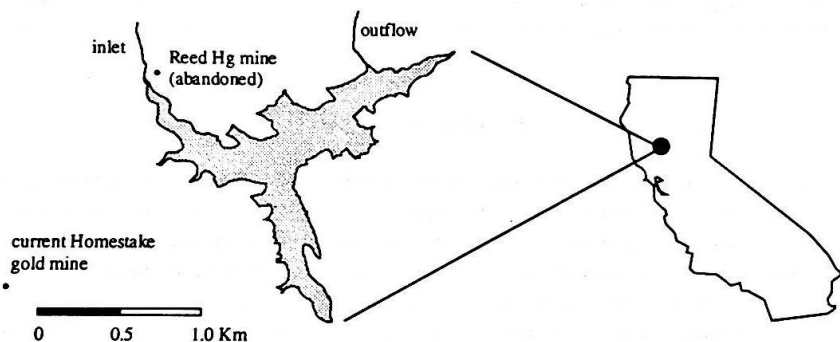 inlet
outflow
Reed Hg mine
(abandoned)
current Homestake
gold mine
0 0.5 1.0 Km